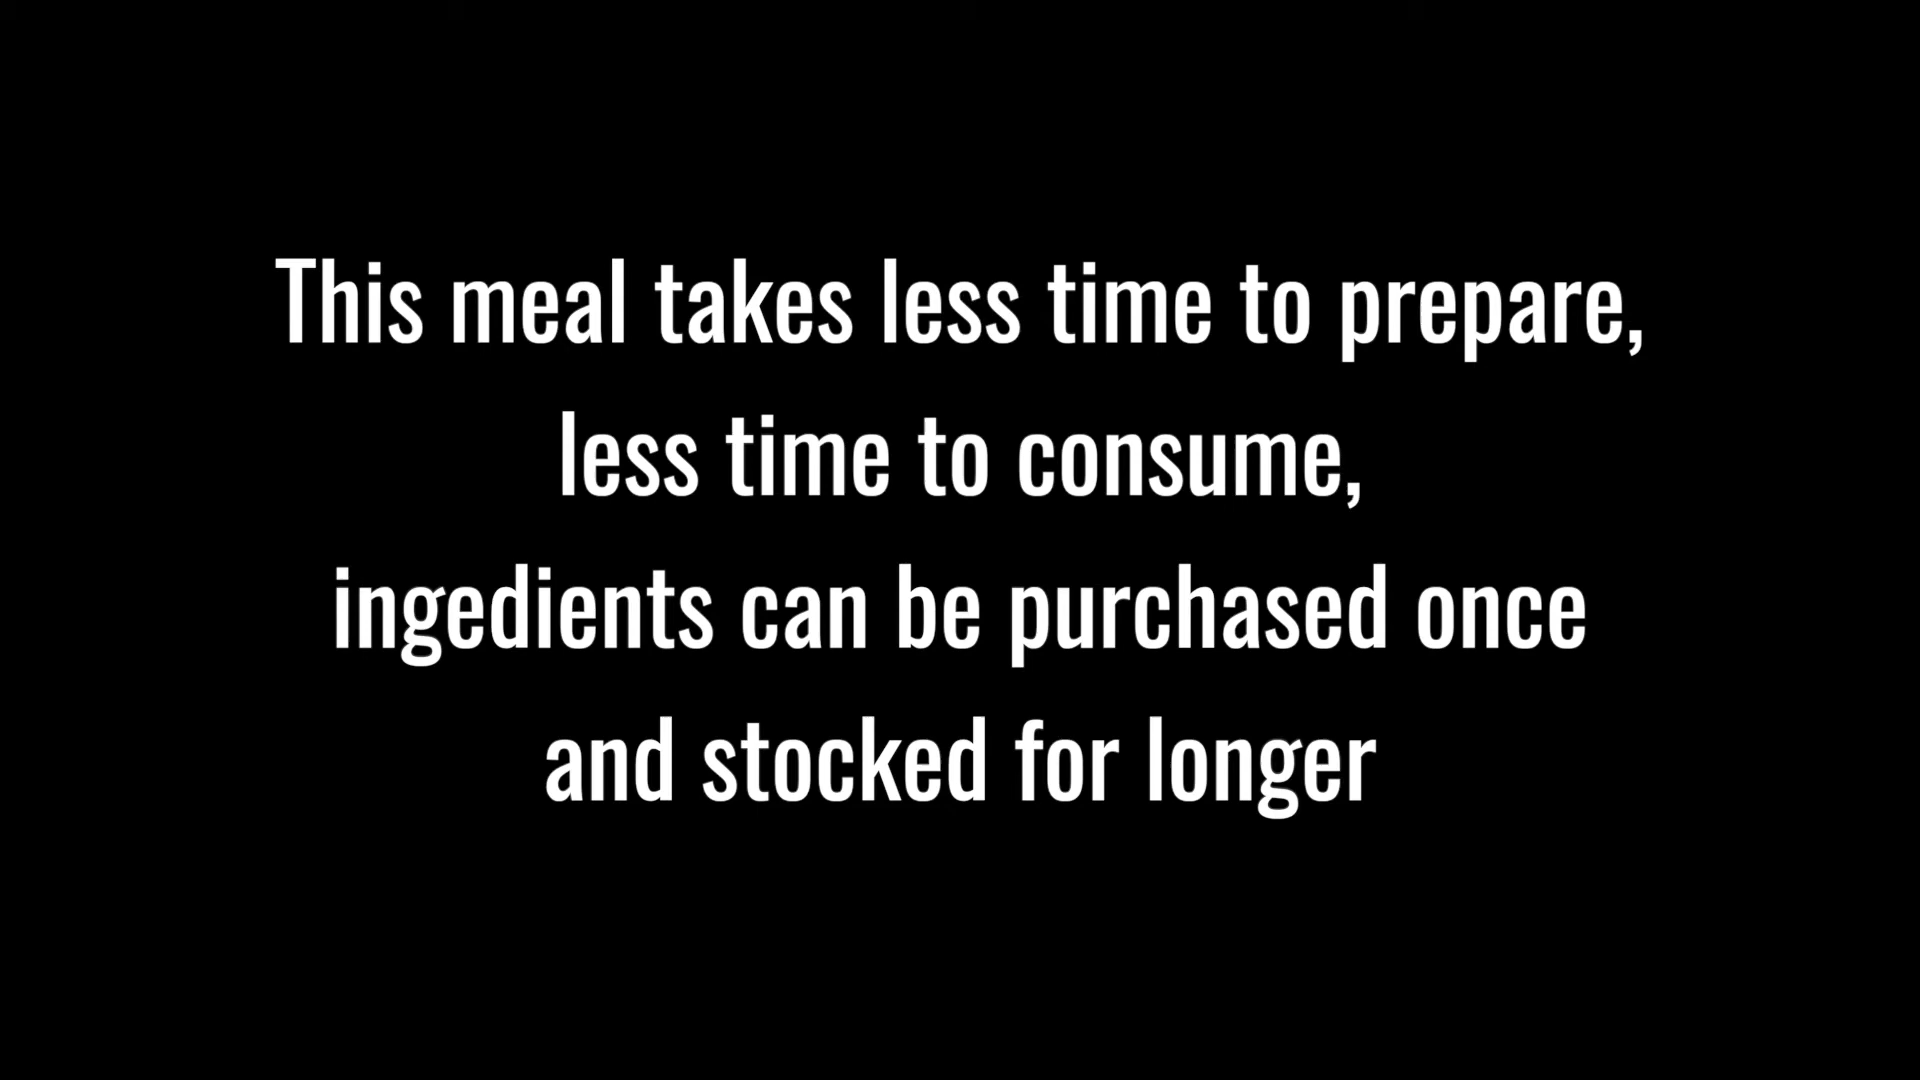 This meal takes less time to prepare,
less time to consume,
ingedients can be purchased once
and stocked for longer